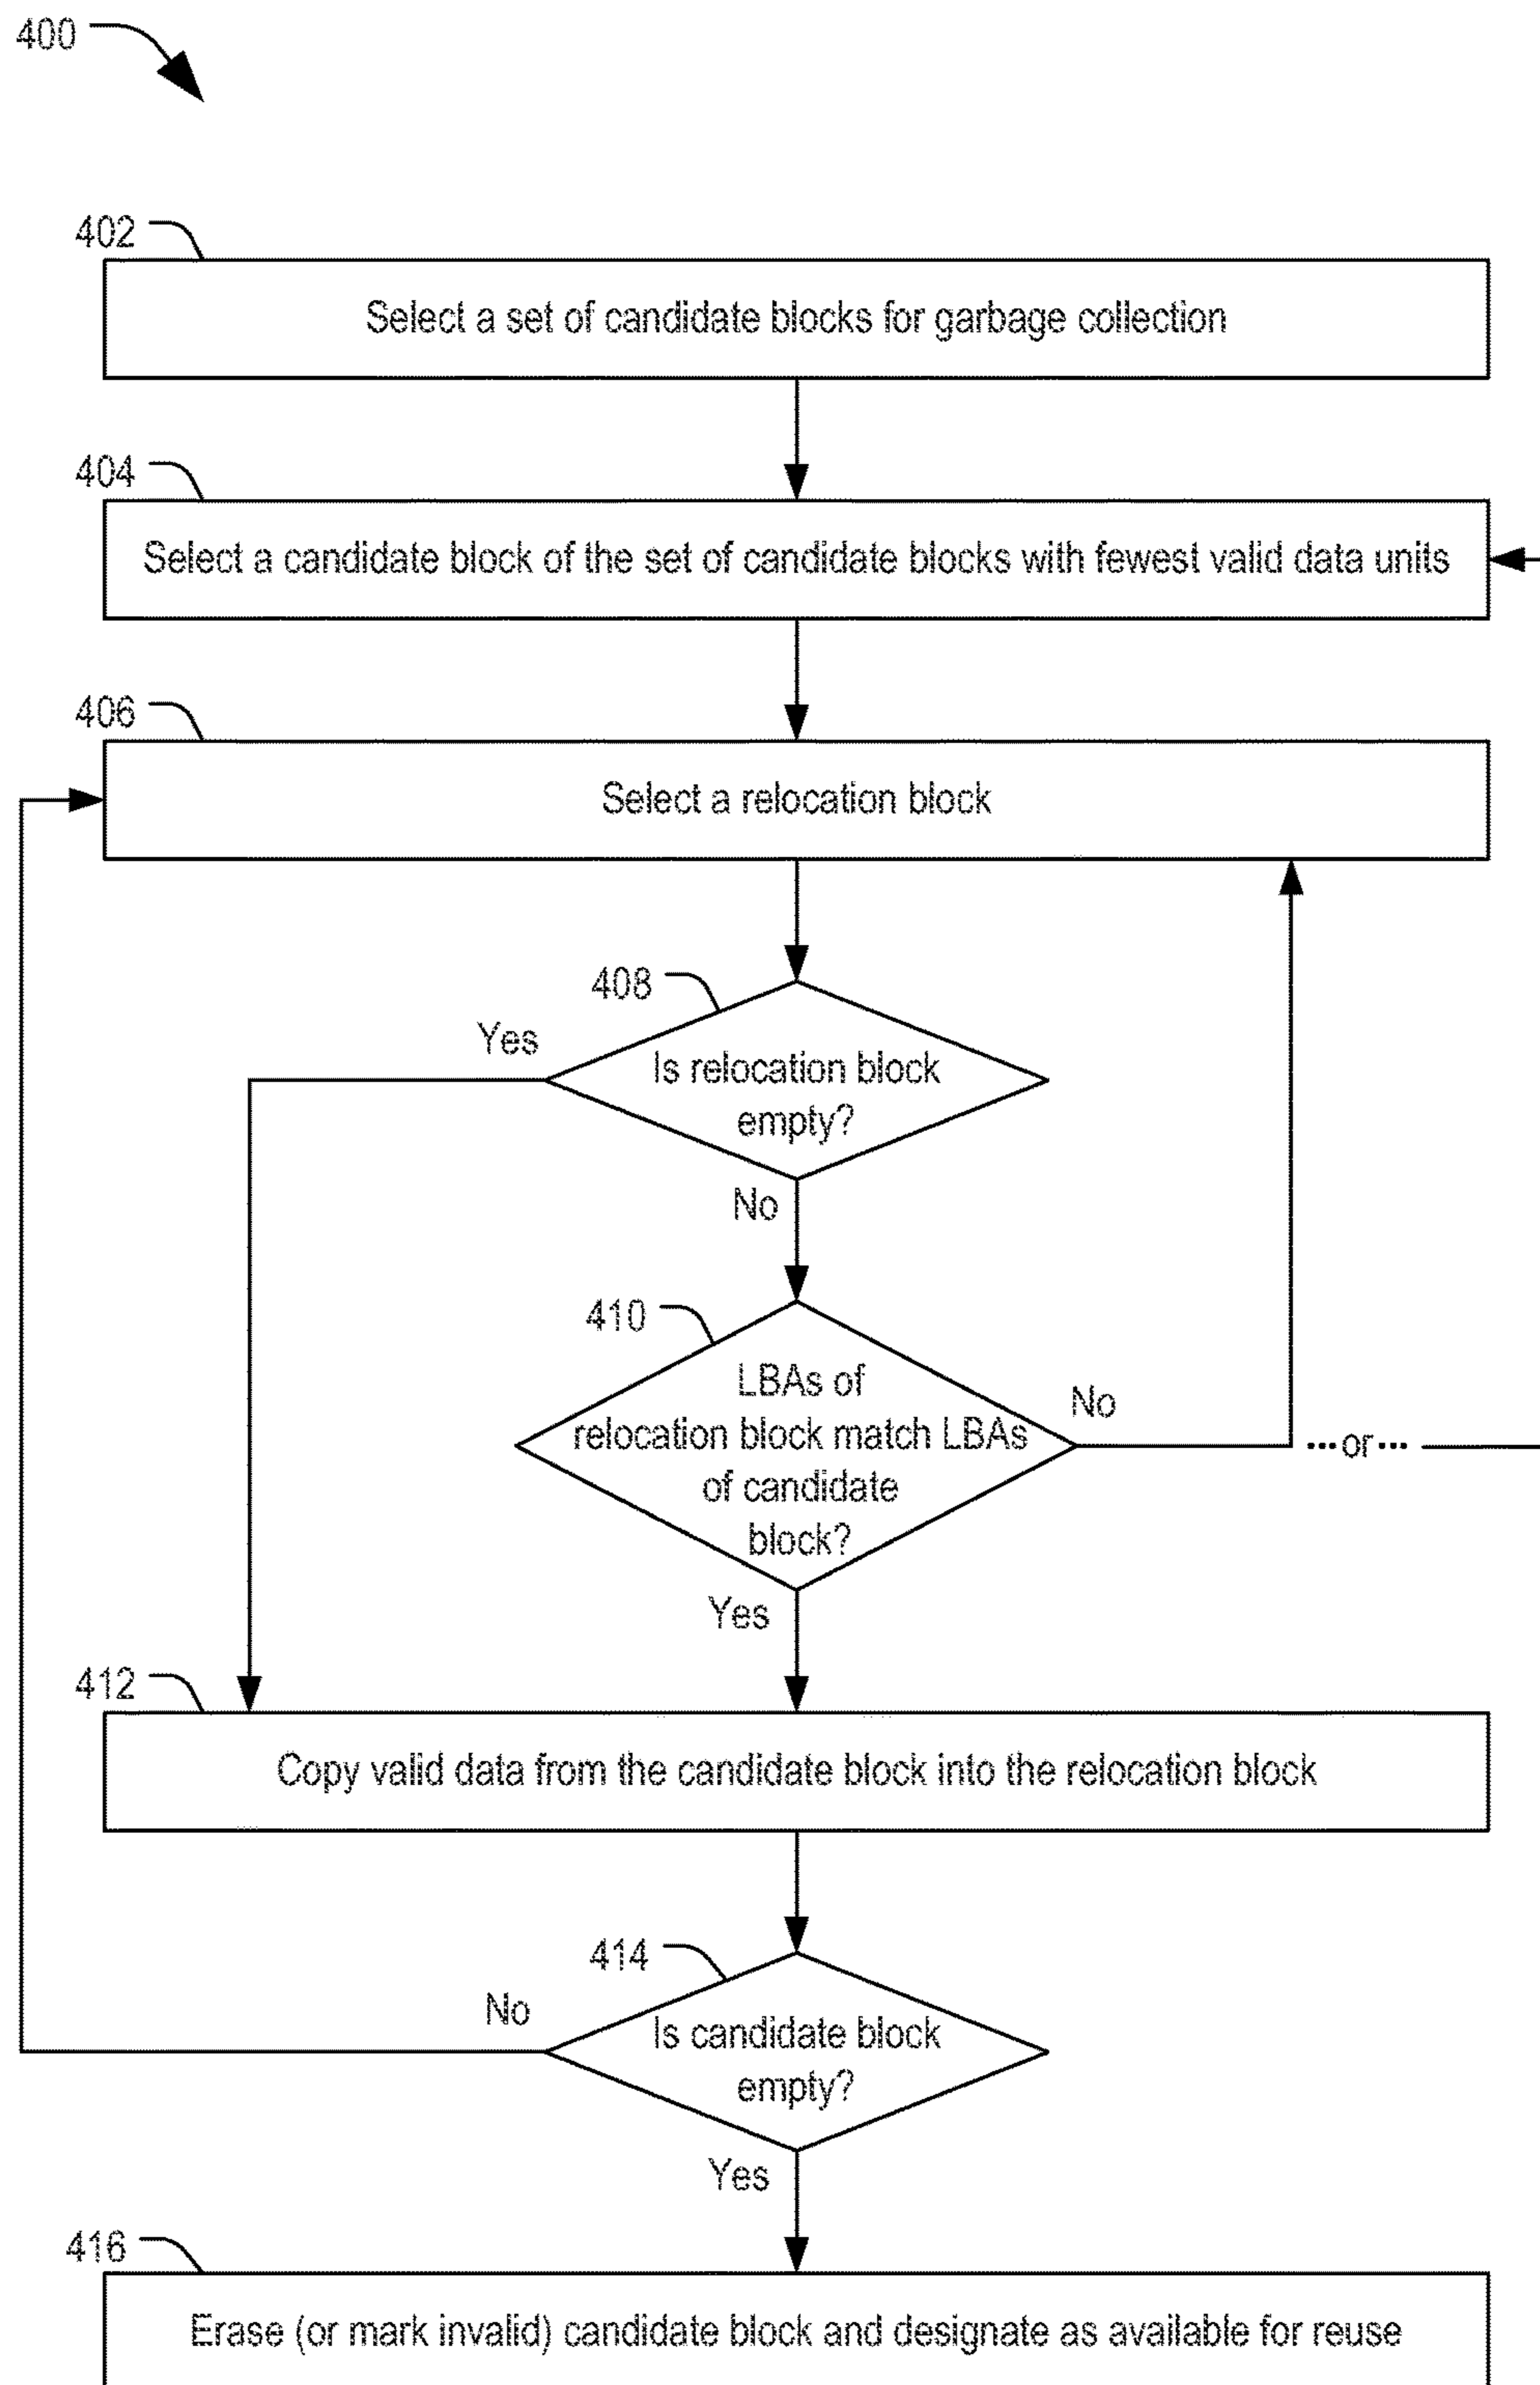 400
402
Select a set of candidate blocks for garbage collection
404
Select a candidate block of the set of candidate blocks with fewest valid data units
406
Select a relocation block
408
Yes
Is relocation block
empty?
No
410
LBAs of
relocation block match LBAs
of candidate
block?
No
...or...
Yes
412
Copy valid data from the candidate block into the relocation block
414
No
Is candidate block
empty?
Yes
416
Erase (or mark invalid) candidate block and designate as available for reuse